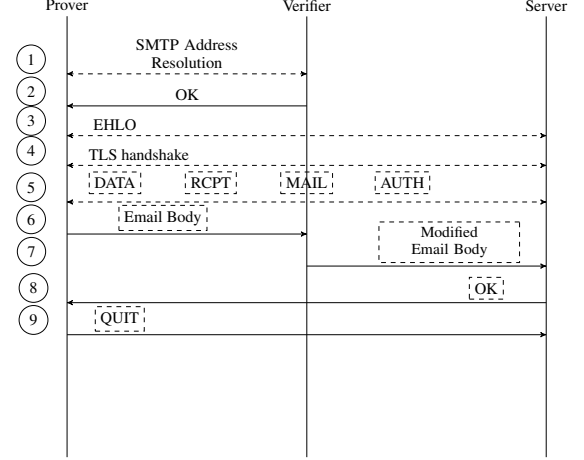 Prover Verifier Server
1 SMTP Address
Resolution
2 OK
3 EHLO
4 TLS handshake
5 DATA RCPT MAIL AUTH
6 Email Body
7 Modified
Email Body
8 OK
9 QUIT